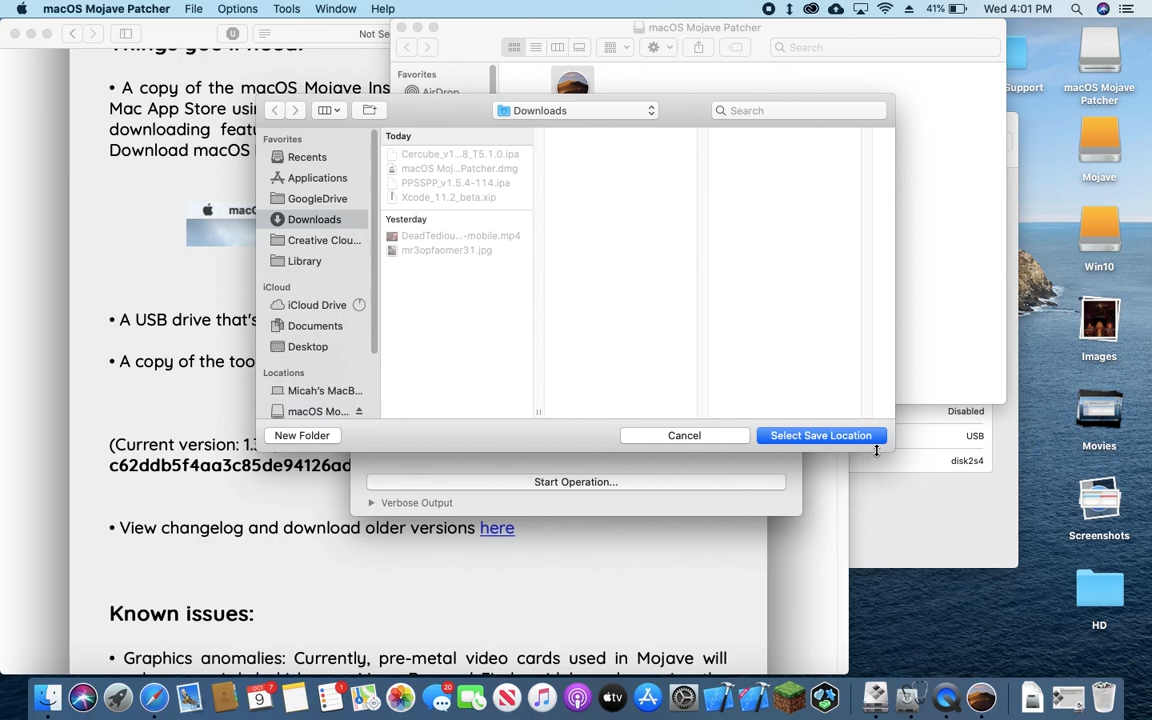 macOS Mojave Patcher File Options Tools Window Help 41% Wed 4:01 PM
Things you'll need:
Not Se
macOS Mojave Patcher
Search
Favorites
AirDrop
Support
macOS Mojave
Patcher
• A copy of the macOS Mojave Ins
Mac App Store usi
downloading featu
Download macOS
macO
• A USB drive that's
• A copy of the too
(Current version: 1.3
c62ddb5f4aa3c85de94126ad
• View changelog and download older versions here
Known issues:
• Graphics anomalies: Currently, pre-metal video cards used in Mojave will
Downloads
Search
Favorites
Recents
Applications
GoogleDrive
Downloads
Creative Clou...
Library
iCloud
iCloud Drive
Documents
Desktop
Locations
Micah's MacB...
macOS Mo...
Today
Cercube_v1...8_T5.1.0.ipa
macOS Moj...Patcher.dmg
PPSSPP_v1.5.4-114.ipa
Xcode_11.2_beta.xip
Yesterday
DeadTediou...-mobile.mp4
mr3opfaomer31.jpg
New Folder
Cancel
Select Save Location
Start Operation...
Verbose Output
Disabled
USB
disk2s4
Mojave
Win10
Images
Movies
Screenshots
HD
OCT 7
9
20
1
tv